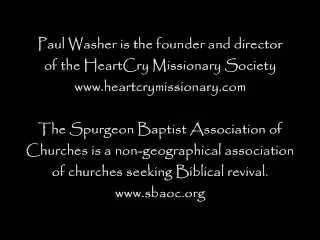 Paul Washer is the founder and director
of the HeartCry Missionary Society
www.heartcrymissionary.com
The Spurgeon Baptist Association of
Churches is a non-geographical association
of churches seeking Biblical revival.
www.sbaoc.org